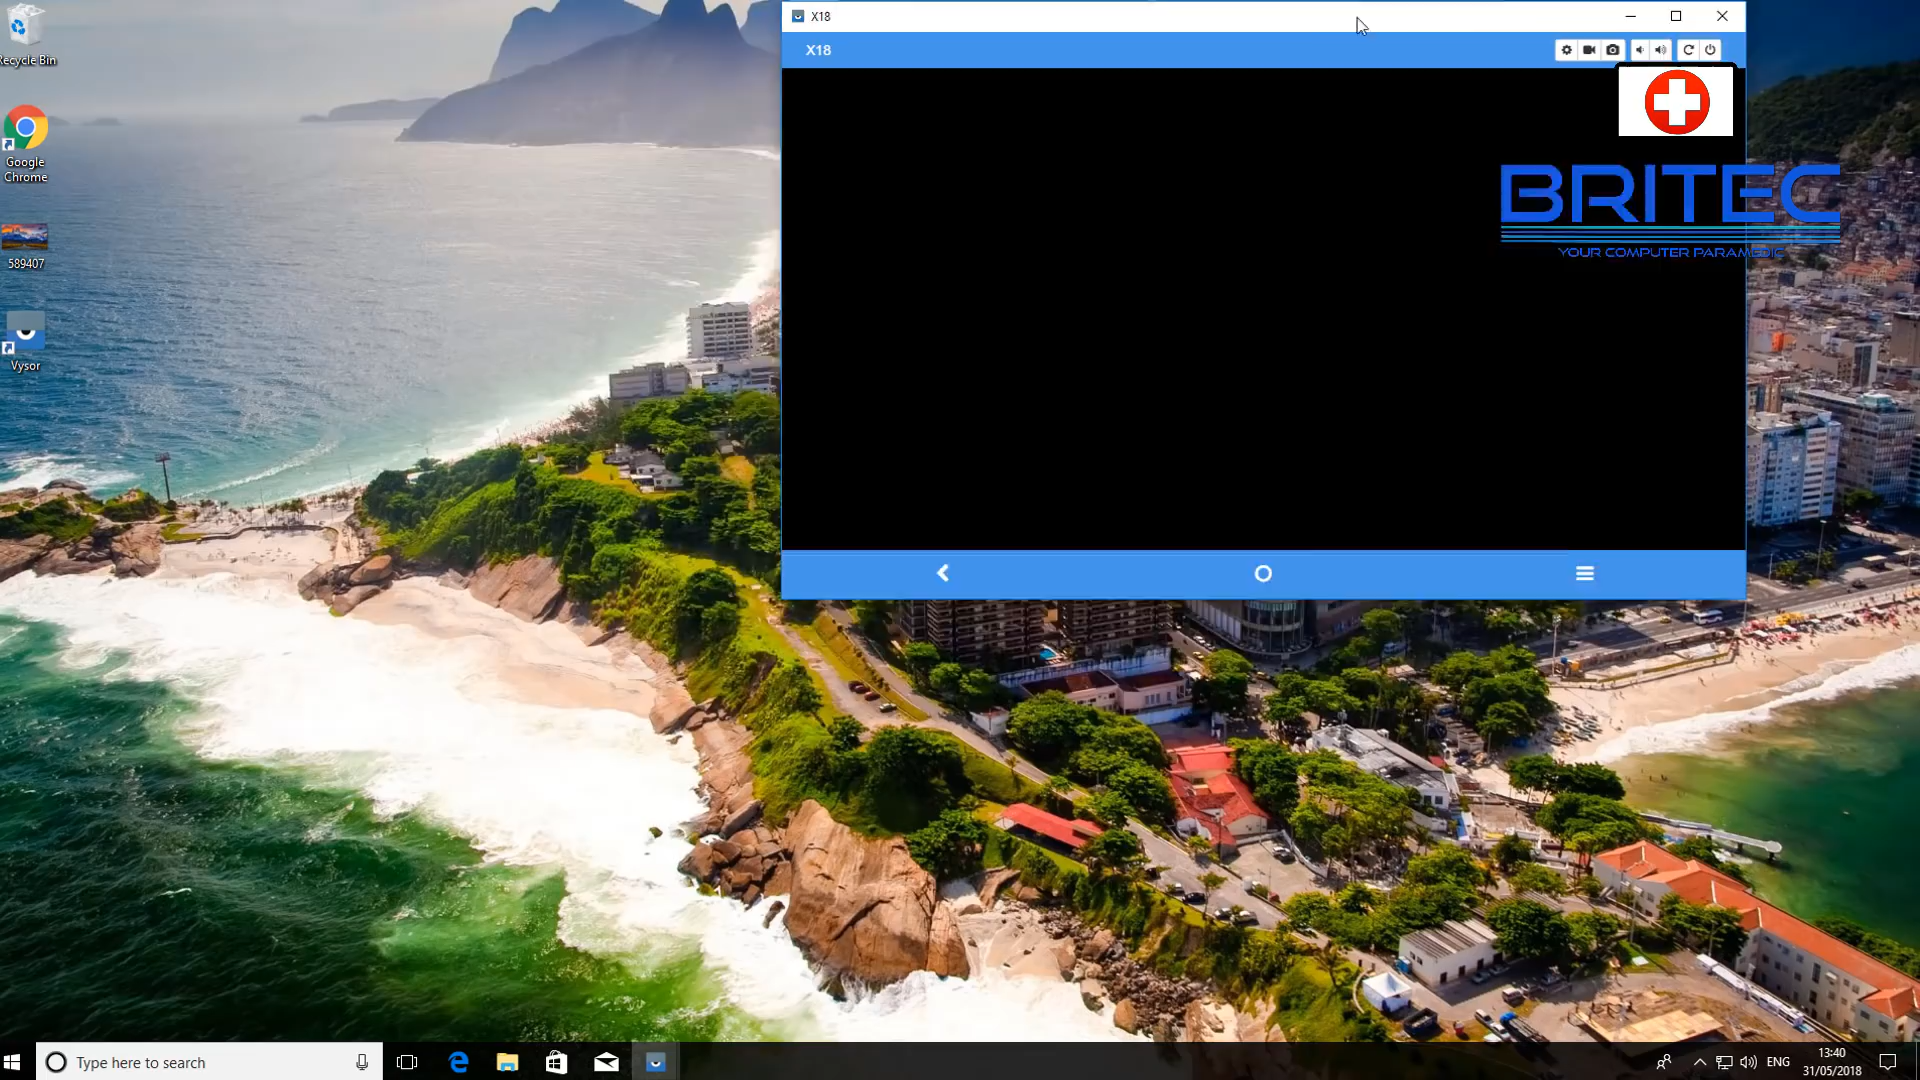 X18
X18
BRITEC
YOUR COMPUTER PARAMEDIC
Recycle Bin
Google
Chrome
589407
Vysor
Type here to search
ENG
13:40
31/05/2018